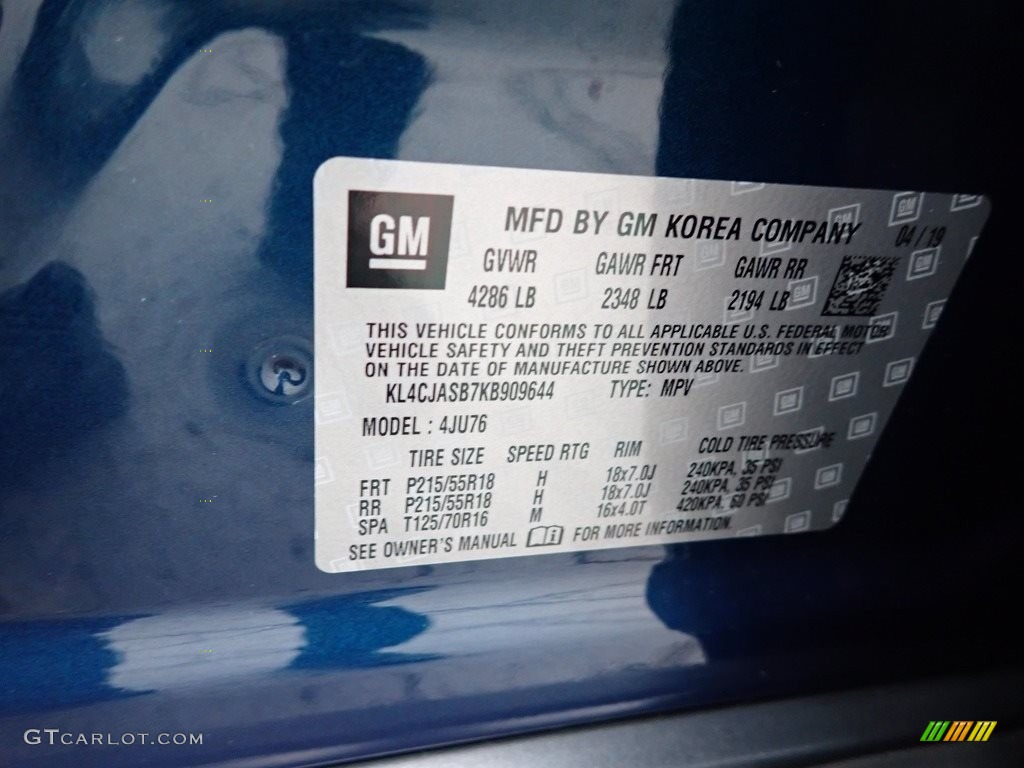 GM
MFD BY GM KOREA COMPANY 04/19
GVWR GAWR FRT GAWR RR
4286 LB 2348 LB 2194 LB
THIS VEHICLE CONFORMS TO ALL APPLICABLE U.S. FEDERAL MOTOR
VEHICLE SAFETY AND THEFT PREVENTION STANDARDS IN EFFECT
ON THE DATE OF MANUFACTURE SHOWN ABOVE.
KL4CJASB7KB909644 TYPE: MPV
MODEL : 4JU76
TIRE SIZE SPEED RTG RIM COLD TIRE PRESSURE
FRT P215/55R18 H 18x7.0J 240KPA, 35 PSI
RR P215/55R18 H 18x7.0J 240KPA, 35 PSI
SPA T125/70R16 M 16x4.0T 420KPA, 60 PSI
SEE OWNER'S MANUAL FOR MORE INFORMATION.
GTCARLOT.COM